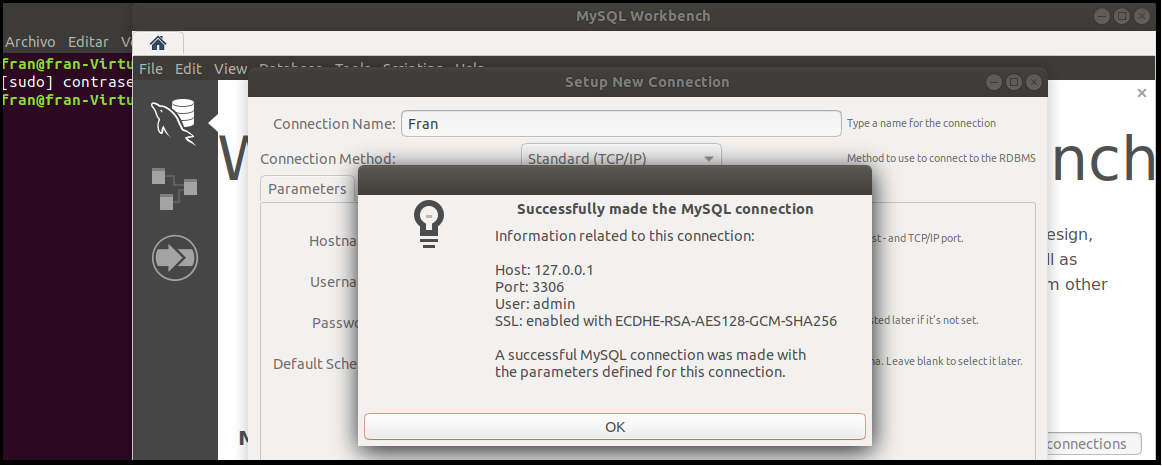 MySQL Workbench
Archivo Editar
fran@fran-Virtu
[sudo] contrase
fran@fran-Virtu
File Edit View Database Tools Scripting Help
Setup New Connection
Connection Name: Fran Type a name for the connection
Connection Method: Standard (TCP/IP) Method to use to connect to the RDBMS
Parameters
W
nch
Hostna
st - and TCP/IP port.
Userna
Passwo
sted later if it's not set.
Default Sche
na. Leave blank to select it later.
esign,
ll as
m other
Successfully made the MySQL connection
Information related to this connection:
Host: 127.0.0.1
Port: 3306
User: admin
SSL: enabled with ECDHE-RSA-AES128-GCM-SHA256
A successful MySQL connection was made with
the parameters defined for this connection.
OK
connections